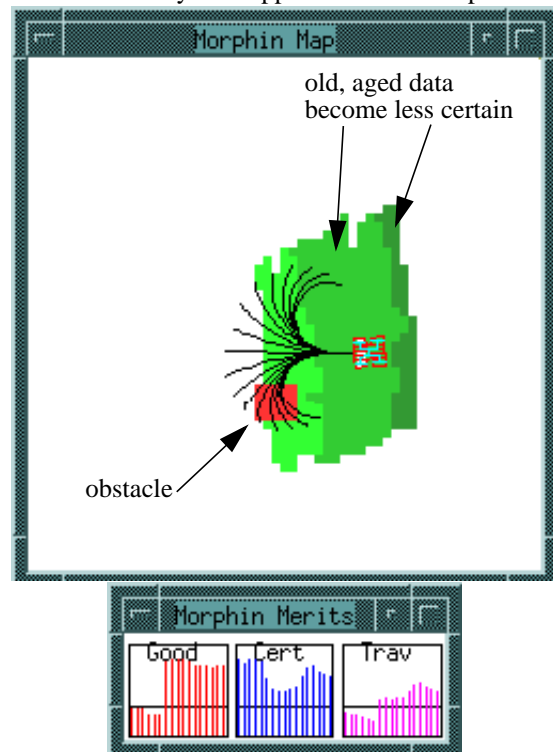 Morphin Map
old, aged data
become less certain
obstacle
Morphin Merits
Good Cert Trav